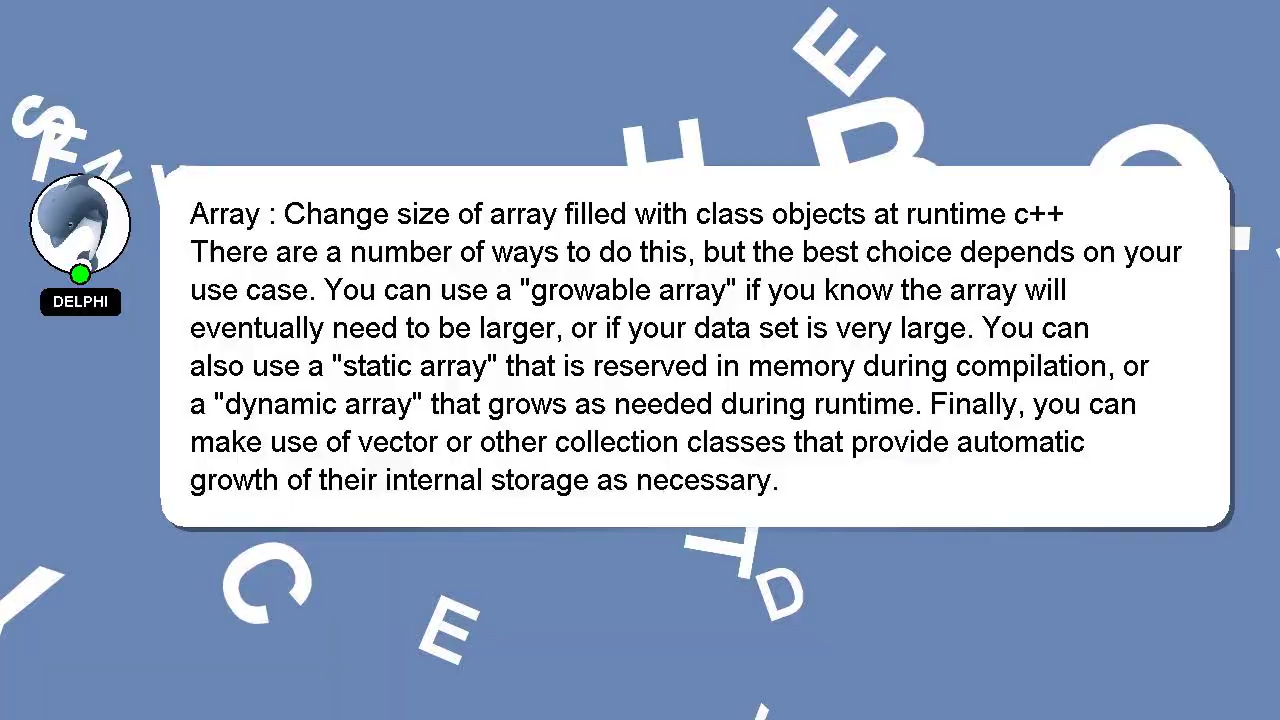 Array : Change size of array filled with class objects at runtime c++
There are a number of ways to do this, but the best choice depends on your
use case. You can use a "growable array" if you know the array will
eventually need to be larger, or if your data set is very large. You can
also use a "static array" that is reserved in memory during compilation, or
a "dynamic array" that grows as needed during runtime. Finally, you can
make use of vector or other collection classes that provide automatic
growth of their internal storage as necessary.
DELPHI
E
H
N
C
E
T
D